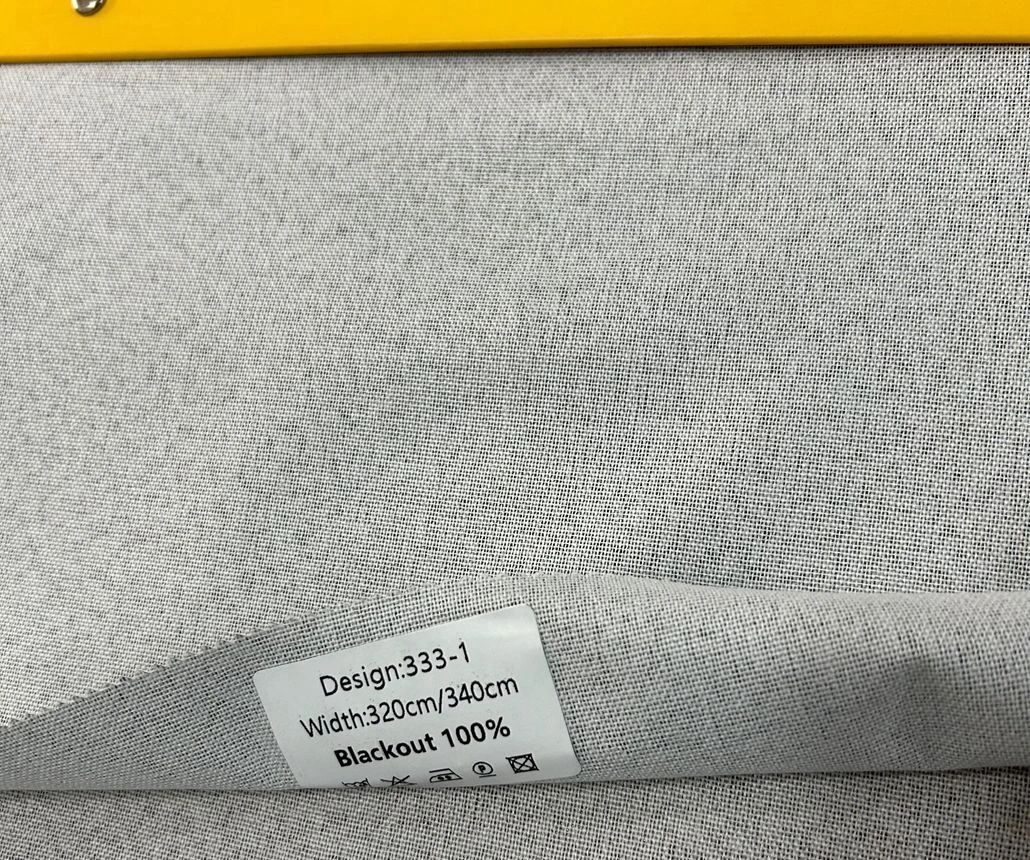 Design:333-1
Width:320cm/340cm
Blackout 100%
P